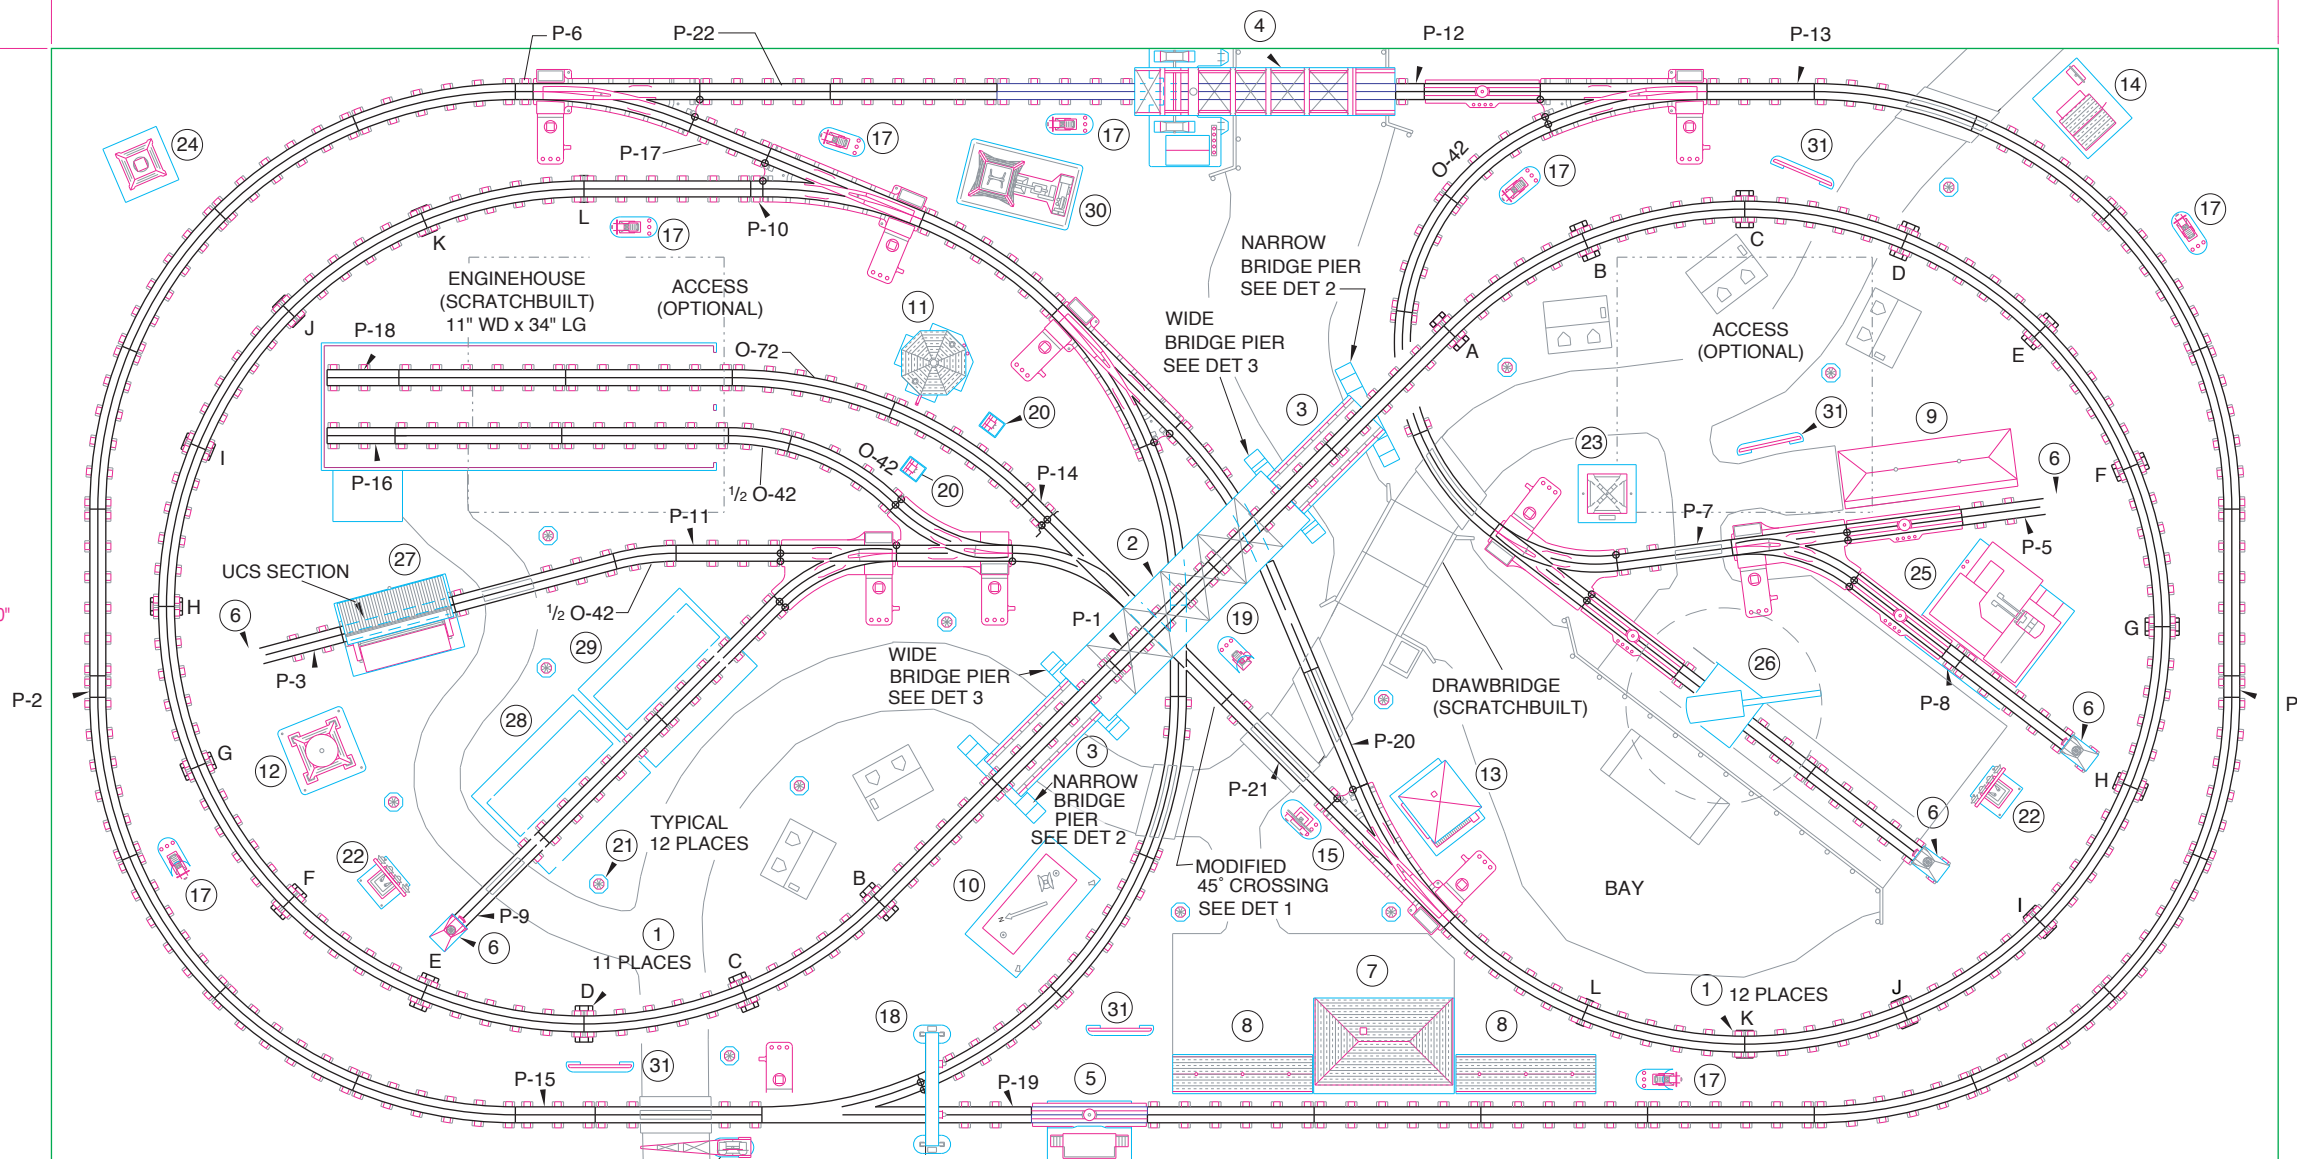 P-6
P-22
4
P-12
P-13
14
24
17
17
P-17
O-42
31
17
30
17
L
K
17
P-10
NARROW
BRIDGE PIER
SEE DET 2
C
B
D
ENGINEHOUSE
(SCRATCHBUILT)
11" WD x 34" LG
ACCESS
(OPTIONAL)
11
J
P-18
O-72
WIDE
BRIDGE PIER
SEE DET 3
A
ACCESS
(OPTIONAL)
E
3
20
31
9
I
O-42
20
23
6
F
P-16
1/2 O-42
P-14
P-11
P-7
P-5
2
27
UCS SECTION
25
0"
6
H
1/2 O-42
P-1
19
G
29
WIDE
BRIDGE PIER
SEE DET 3
26
P-3
DRAWBRIDGE
(SCRATCHBUILT)
P-8
6
P-2
28
P
G
12
3
P-20
NARROW
BRIDGE
PIER
SEE DET 2
P-21
13
H
22
TYPICAL
12 PLACES
21
15
6
22
MODIFIED
45° CROSSING
SEE DET 1
BAY
17
F
B
10
P-9
6
1
11 PLACES
I
E
C
7
D
L
1
12 PLACES
J
K
18
31
8
8
31
P-15
P-19
5
17